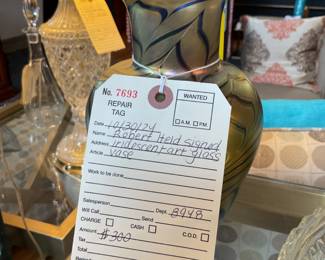 No. 7693
REPAIR
TAG
WANTED
A.M. P.M.
Date 10/30/24
Name Robert Held signed
Address iridescent art glass
Article vase
Work to be done
Salesperson Dept. 8948
Will Call Send
CHARGE CASH C.O.D.
Amount $300
Tax
Total